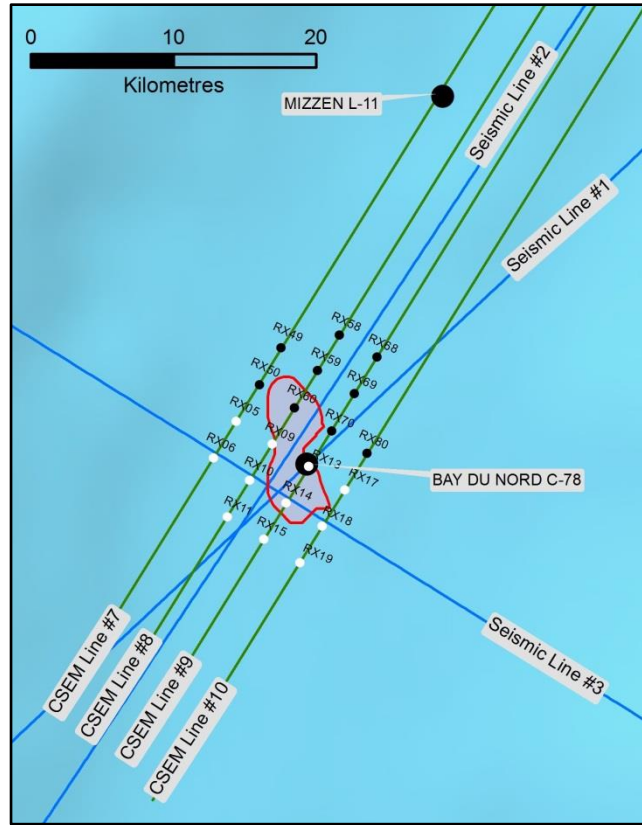 0 10 20
Kilometres
MIZZEN L-11
Seismic Line #2
Seismic Line #1
RX49
RX58
RX68
RX50
RX59
RX69
RX05
RX60
RX70
RX80
RX06
RX09
RX13
RX17
BAY DU NORD C-78
RX10
RX14
RX18
RX11
RX15
RX19
CSEM Line #7
CSEM Line #8
CSEM Line #9
CSEM Line #10
Seismic Line #3